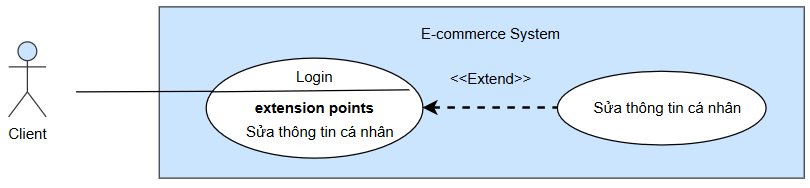 E-commerce System
Login
<<Extend>>
extension points
Sửa thông tin cá nhân
Sửa thông tin cá nhân
Client